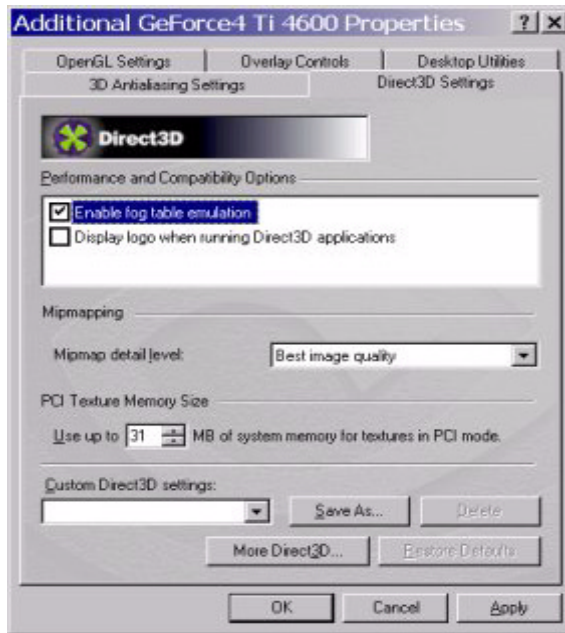 Additional GeForce4 Ti 4600 Properties
OpenGL Settings Overlay Controls Desktop Utilities
3D Antialiasing Settings Direct3D Settings
Direct3D
Performance and Compatibility Options
Enable fog table emulation
Display logo when running Direct3D applications
Mipmapping
Mipmap detail level: Best image quality
PCI Texture Memory Size
Use up to 31 MB of system memory for textures in PCI mode.
Custom Direct3D settings:
Save As... Delete
More Direct3D... Restore Defaults
OK Cancel Apply